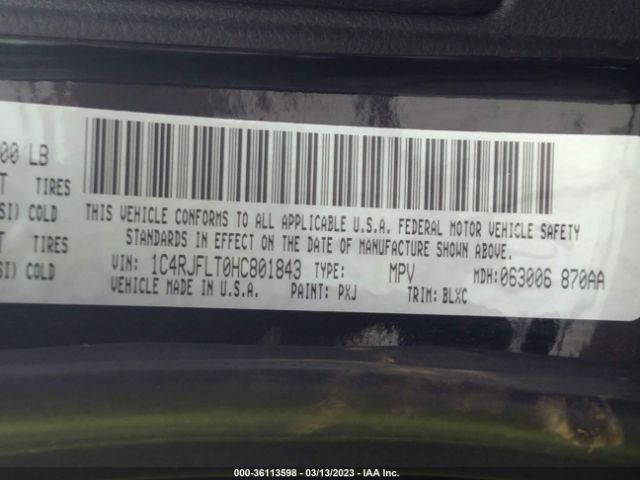 00 LB
T TIRES
SI) COLD
T TIRES
SI) COLD
THIS VEHICLE CONFORMS TO ALL APPLICABLE U.S.A. FEDERAL MOTOR VEHICLE SAFETY
STANDARDS IN EFFECT ON THE DATE OF MANUFACTURE SHOWN ABOVE.
VIN: 1C4RJFLT0HC801843 TYPE: MPV MDH:063006 870AA
VEHICLE MADE IN U.S.A. PAINT: PXJ TRIM: BLXC
000-36113598 - 03/13/2023 - IAA Inc.